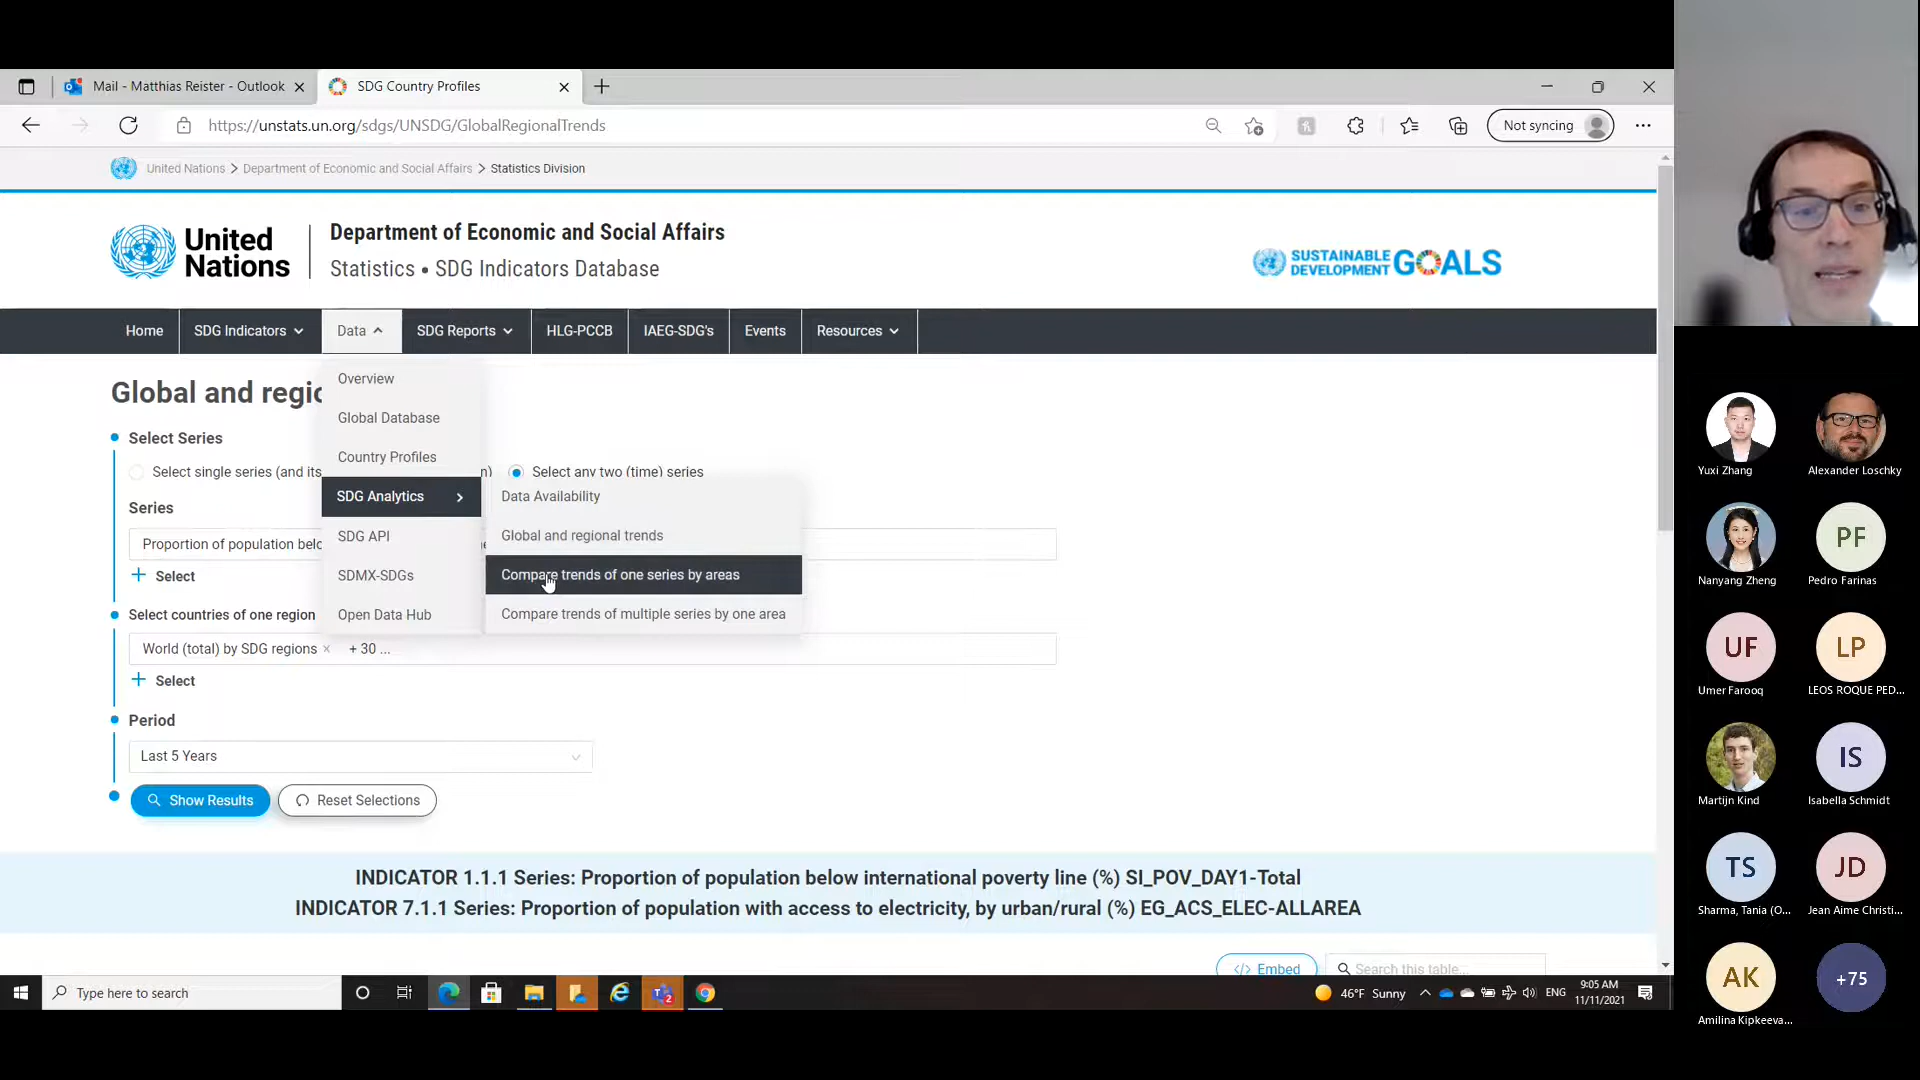 Mail - Matthias Reister - Outlook
SDG Country Profiles
https://unstats.un.org/sdgs/UNSDG/GlobalRegionalTrends
Not syncing
United Nations > Department of Economic and Social Affairs > Statistics Division
United Nations
Department of Economic and Social Affairs
Statistics • SDG Indicators Database
SUSTAINABLE DEVELOPMENT GOALS
Home
SDG Indicators
Data
SDG Reports
HLG-PCCB
IAEG-SDG's
Events
Resources
Global and regio
Overview
Global Database
Country Profiles
SDG Analytics
SDG API
SDMX-SDGs
Open Data Hub
Data Availability
Global and regional trends
Compare trends of one series by areas
Compare trends of multiple series by one area
Select Series
Select single series (and its
n)
Select any two (time) series
Series
Proportion of population belo
+ Select
Select countries of one region
World (total) by SDG regions ×
+ 30 ...
+ Select
Period
Last 5 Years
Show Results
Reset Selections
INDICATOR 1.1.1 Series: Proportion of population below international poverty line (%) SI_POV_DAY1-Total
INDICATOR 7.1.1 Series: Proportion of population with access to electricity, by urban/rural (%) EG_ACS_ELEC-ALLAREA
</> Embed
Search this table...
Type here to search
46°F Sunny
ENG
9:05 AM
11/11/2021
Yuxi Zhang
Alexander Loschky
Nanyang Zheng
PF
Pedro Farinas
UF
Umer Farooq
LP
LEOS ROQUE PED...
Martijn Kind
IS
Isabella Schmidt
TS
Sharma, Tania (O...
JD
Jean Aime Christi...
AK
Amilina Kipkeeva...
+75